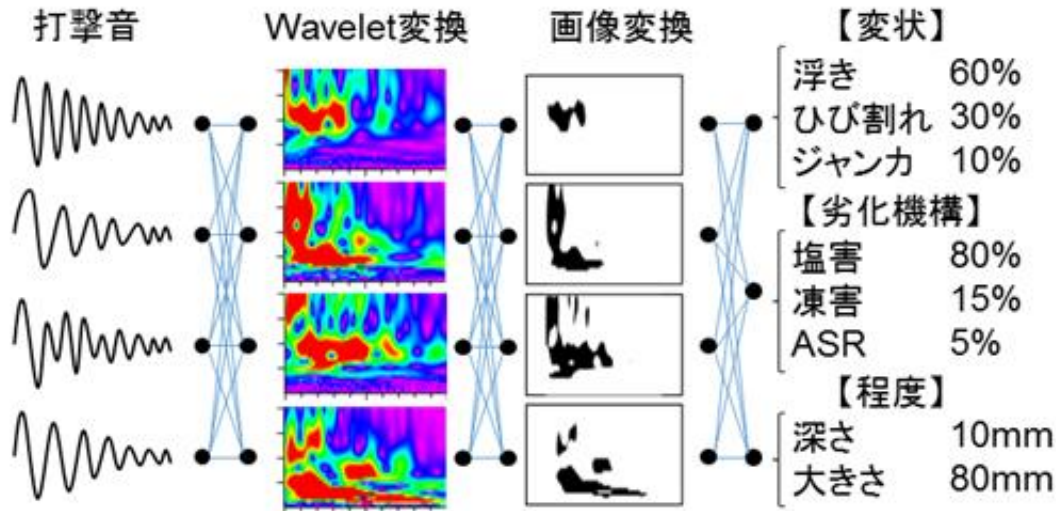 打撃音
Wavelet変換
画像変換
【変状】
浮き 60%
ひび割れ 30%
ジャンカ 10%
【劣化機構】
塩害 80%
凍害 15%
ASR 5%
【程度】
深さ 10mm
大きさ 80mm